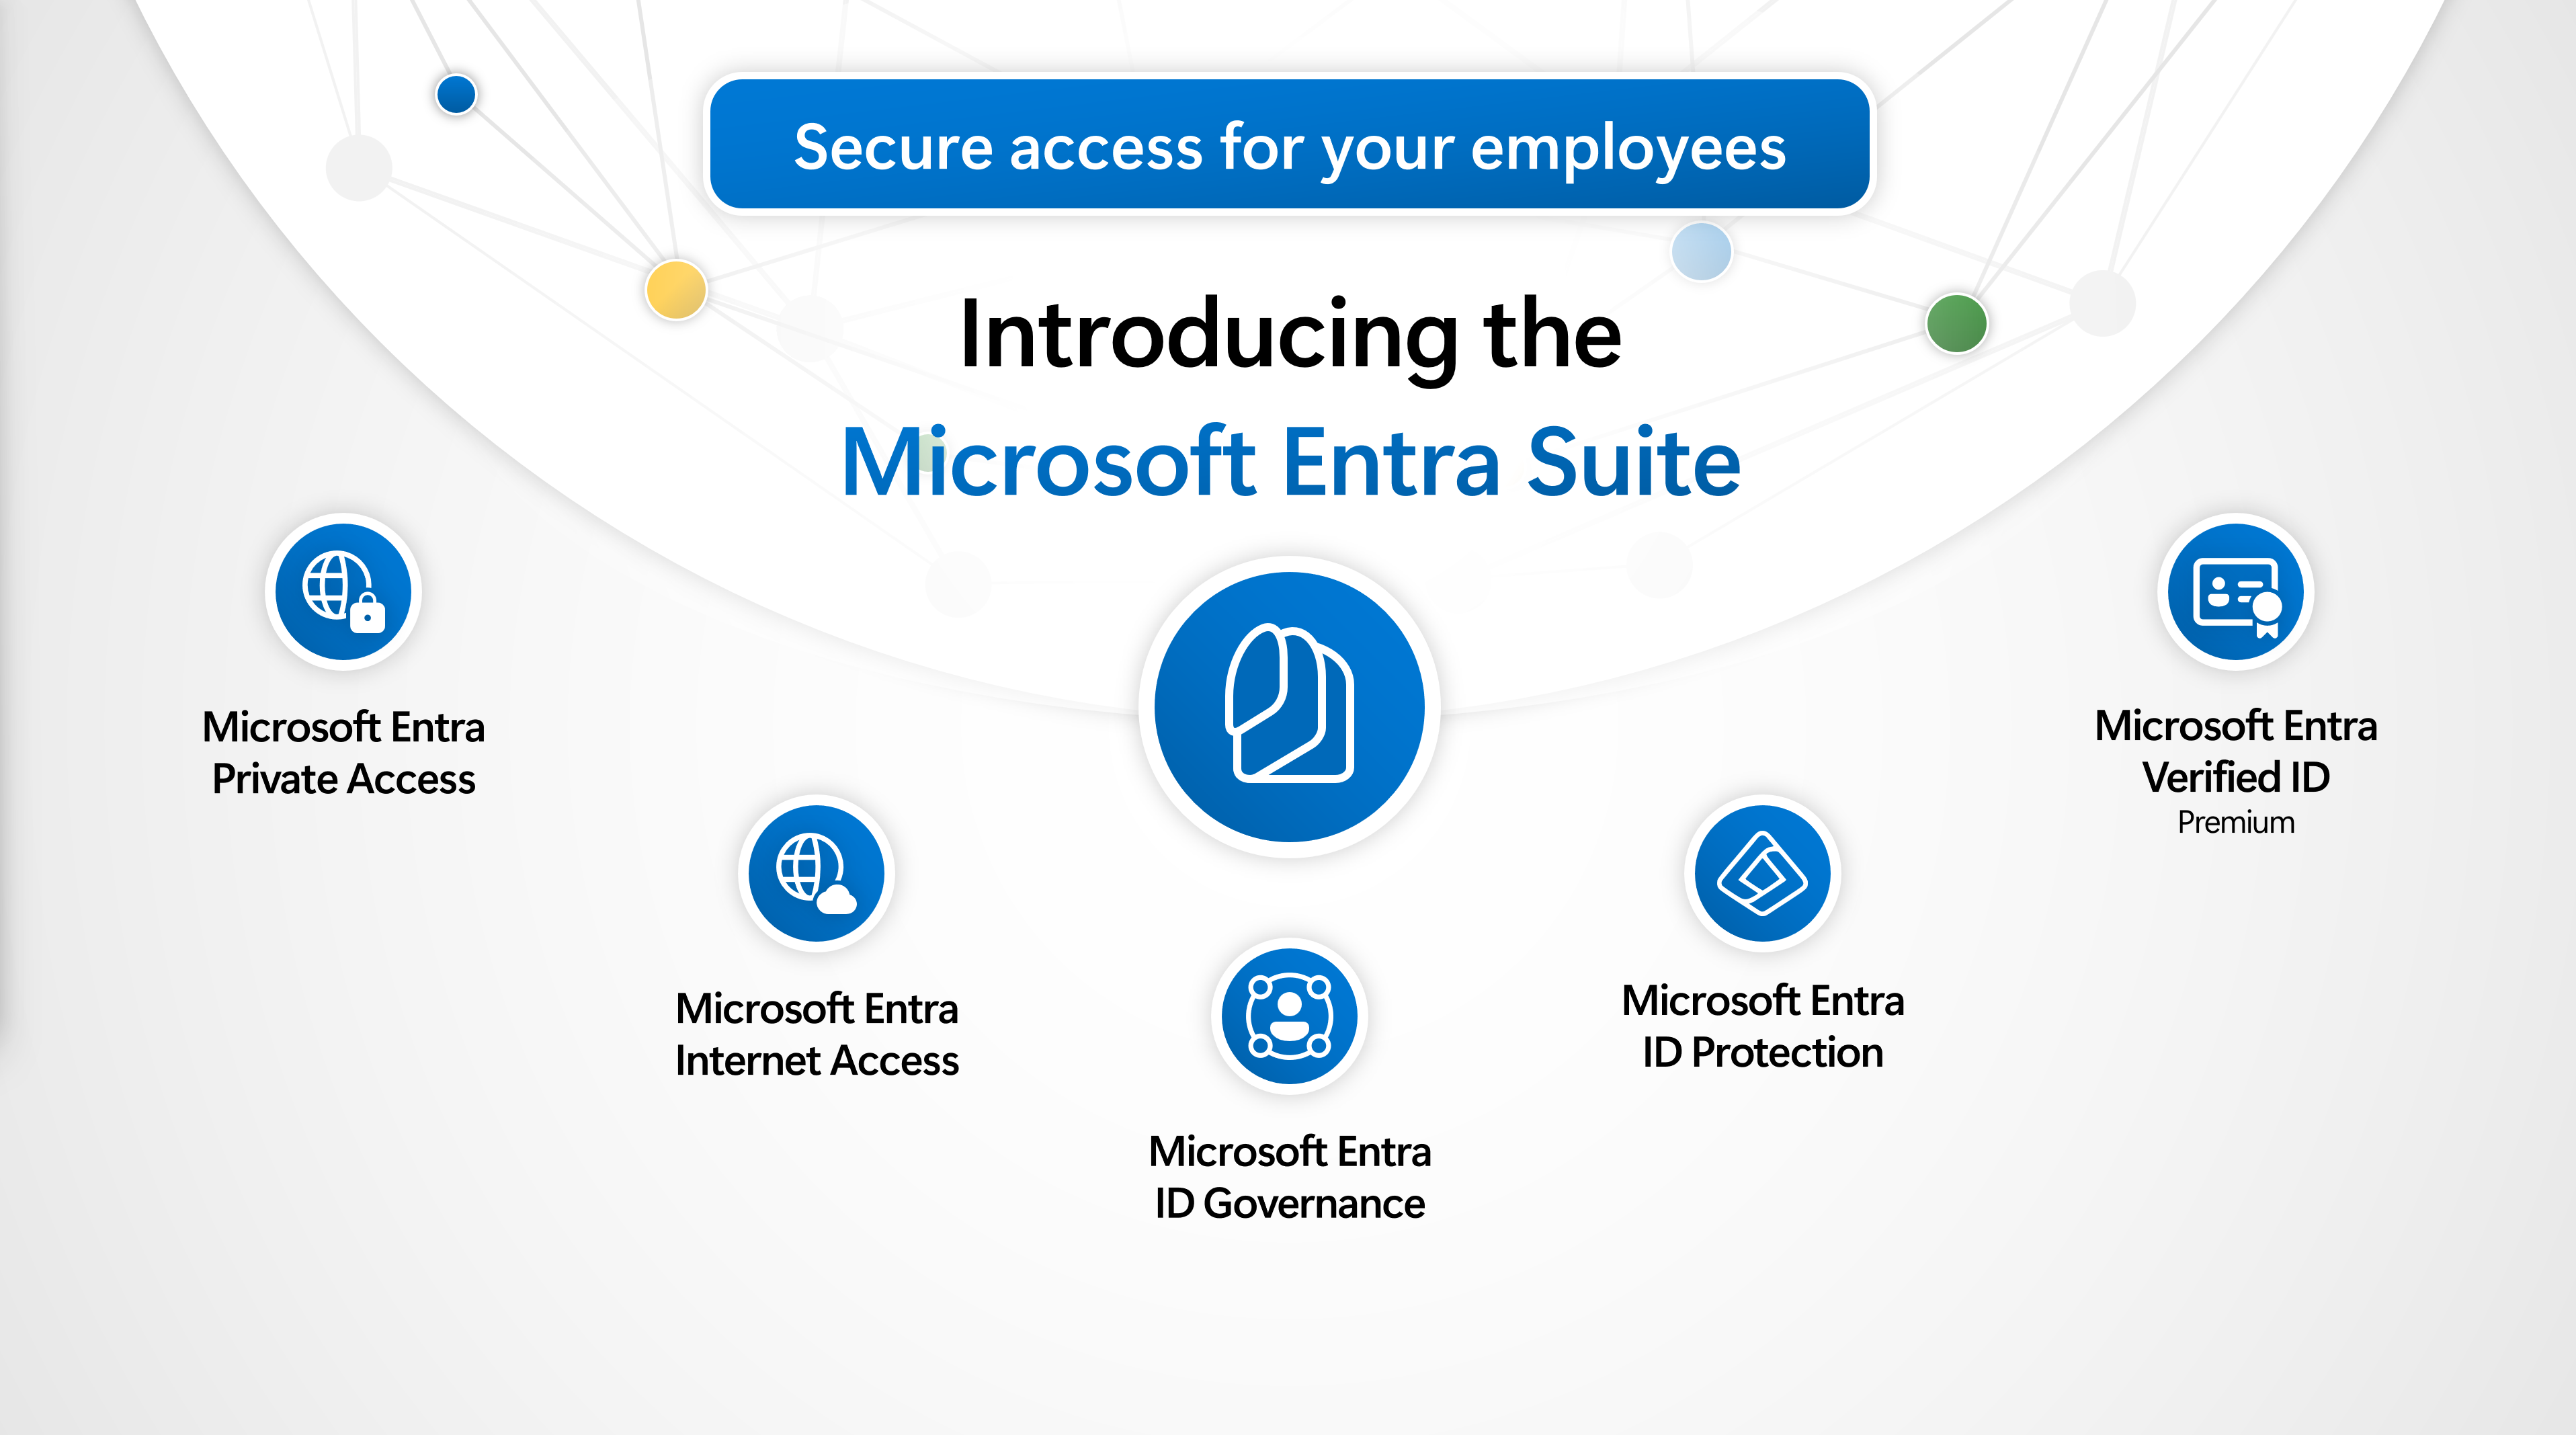 Secure access for your employees
Introducing the
Microsoft Entra Suite
Microsoft Entra
Private Access
Microsoft Entra
Internet Access
Microsoft Entra
ID Governance
Microsoft Entra
ID Protection
Microsoft Entra
Verified ID
Premium